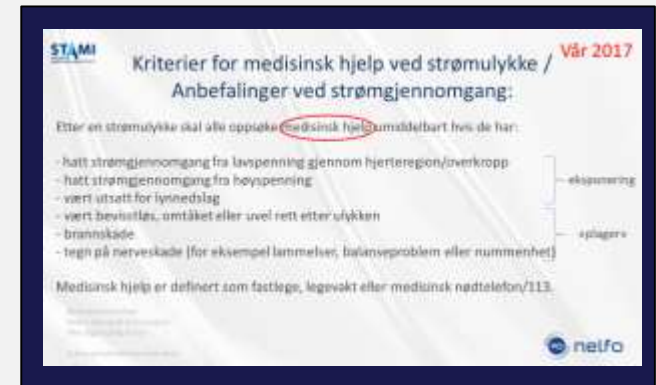 STAMI
Vår 2017
Kriterier for medisinsk hjelp ved strømulykke /
Anbefalinger ved strømgjennomgang:
Etter en strømulykke skal alle oppsøke medisinsk hjelp umiddelbart hvis de har:
- hatt strømgjennomgang fra lavspenning gjennom hjerteregion/overkropp
- hatt strømgjennomgang fra høyspenning
- vært utsatt for lynnedslag
- vært bevisstløs, omtåket eller uvel rett etter ulykken
- brannskade
- tegn på nerveskade (for eksempel lammelser, balanseproblem eller nummenhet)
eksponering
«plager»
Medisinsk hjelp er definert som fastlege, legevakt eller medisinsk nødtelefon/113.
nelfo